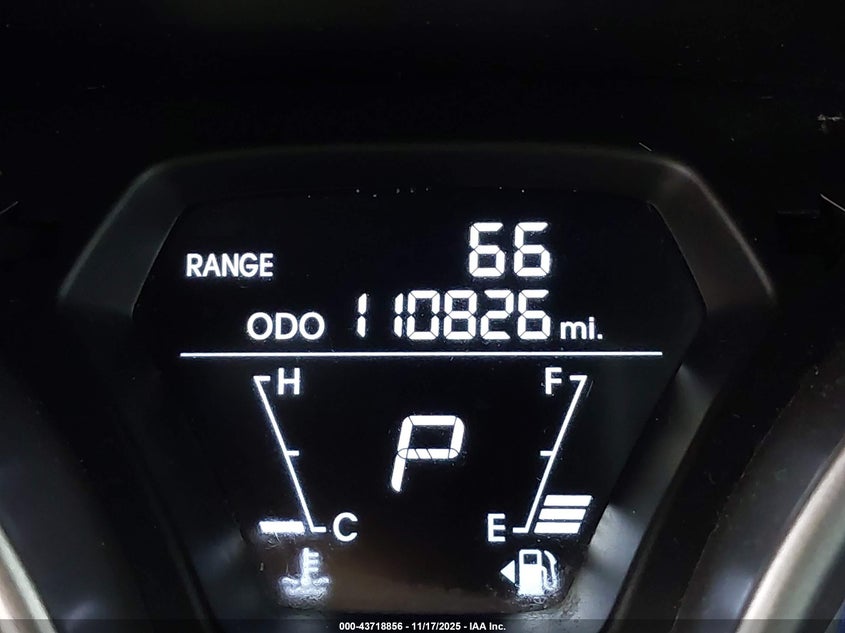 RANGE 66
ODO 110826 mi.
H F
P
C E
000-43718856 - 11/17/2025 - IAA Inc.